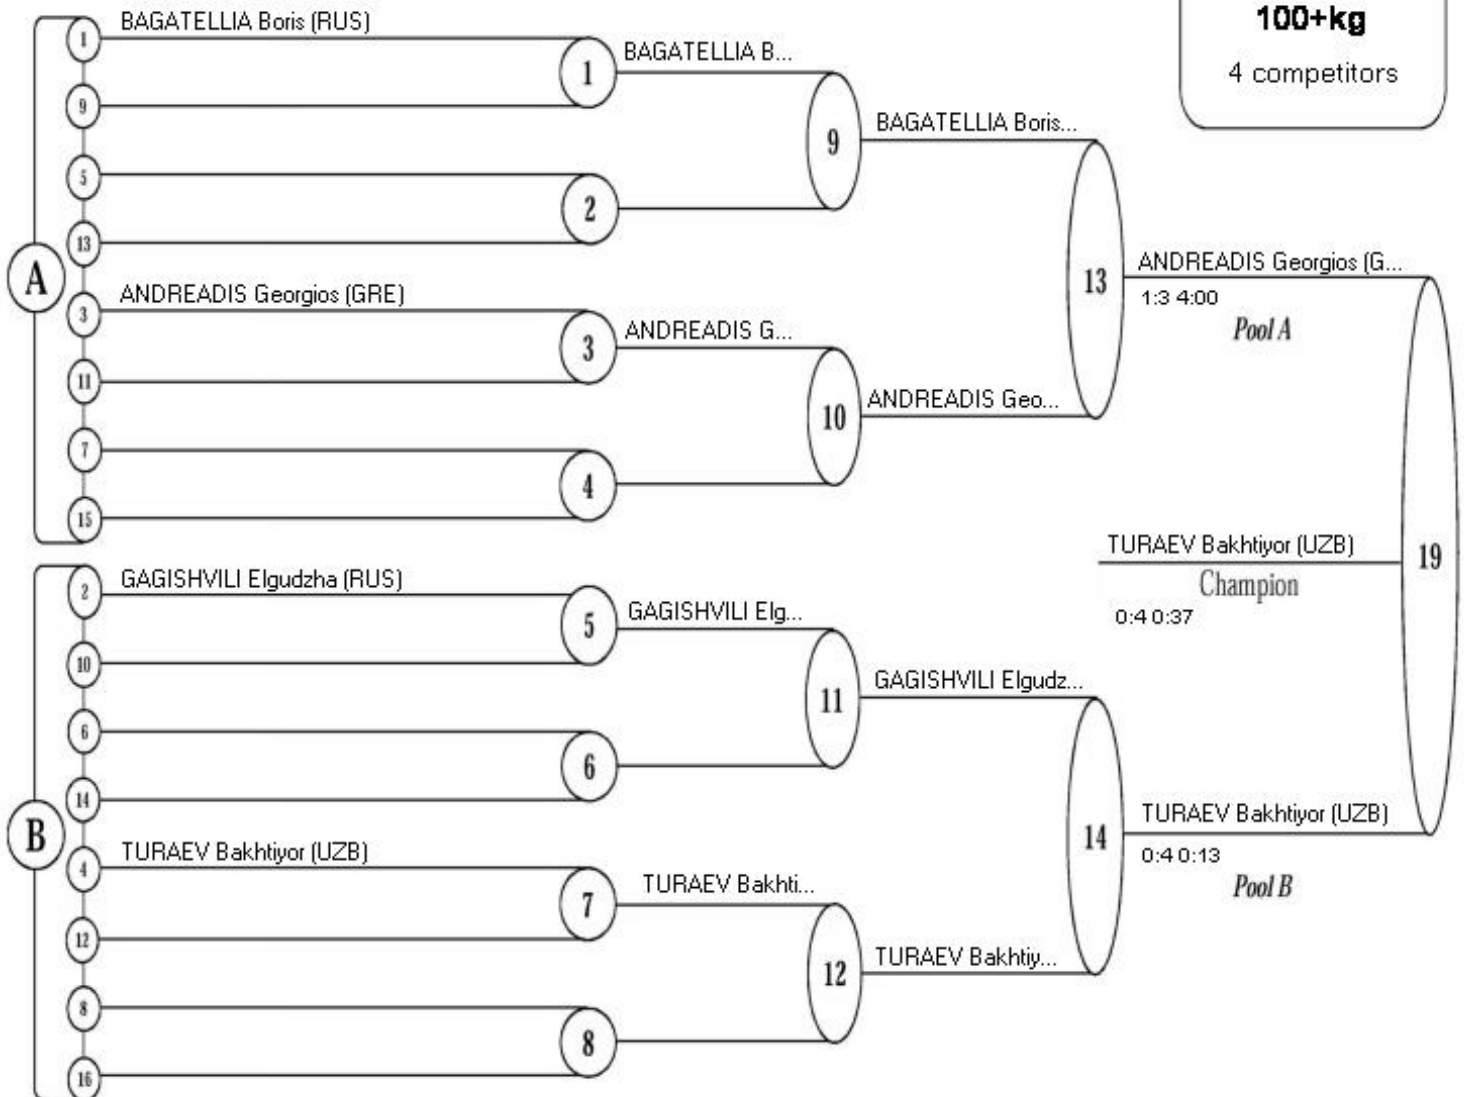 100+kg
4 competitors
A
1
BAGATELLIA Boris (RUS)
9
5
13
3
ANDREADIS Georgios (GRE)
11
7
15
1
2
3
4
BAGATELLIA B...
ANDREADIS G...
9
10
BAGATELLIA Boris...
ANDREADIS Geo...
13
ANDREADIS Georgios (G...
1:3 4:00
Pool A
B
2
GAGISHVILI Elgudzha (RUS)
10
6
14
4
TURAEV Bakhtiyor (UZB)
12
8
16
5
6
7
8
GAGISHVILI Elg...
TURAEV Bakhti...
11
12
GAGISHVILI Elgudz...
TURAEV Bakhtiy...
14
TURAEV Bakhtiyor (UZB)
0:4 0:13
Pool B
19
TURAEV Bakhtiyor (UZB)
Champion
0:4 0:37